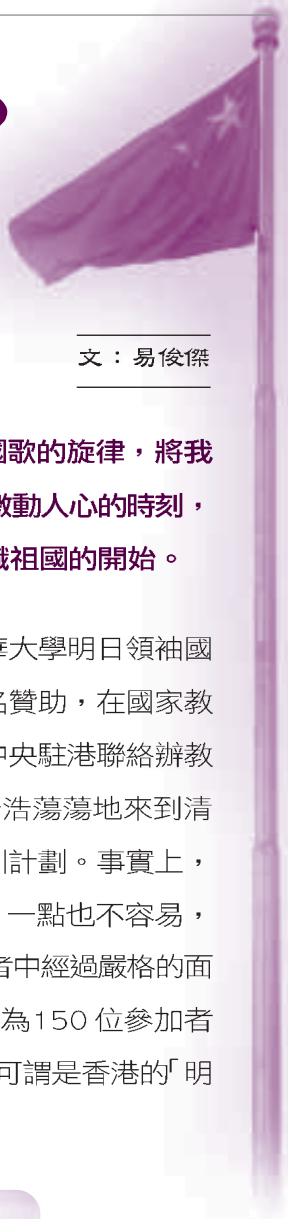 文：易俊傑
國歌的旋律，將我
激動人心的時刻，
識祖國的開始。
華大學明日領袖國
名贊助，在國家教
中央駐港聯絡辦教
浩蕩蕩地來到清
計劃。事實上，
一點也不容易，
者中經過嚴格的面
為150位參加者
可謂是香港的「明